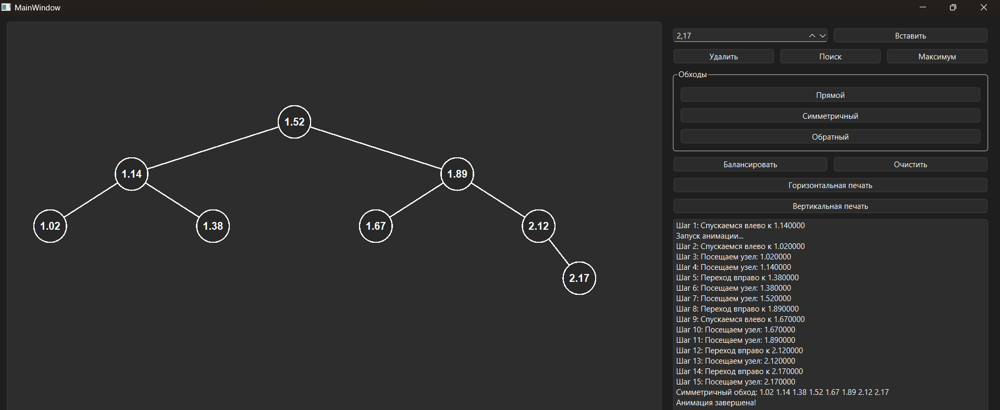 MainWindow
1.52
1.14
1.89
1.02
1.38
1.67
2.12
2.17
2,17
Вставить
Удалить
Поиск
Максимум
Обходы
Прямой
Симметричный
Обратный
Балансировать
Очистить
Горизонтальная печать
Вертикальная печать
Шаг 1: Спускаемся влево к 1.140000
Запуск анимации...
Шаг 2: Спускаемся влево к 1.020000
Шаг 3: Посещаем узел: 1.020000
Шаг 4: Посещаем узел: 1.140000
Шаг 5: Переход вправо к 1.380000
Шаг 6: Посещаем узел: 1.380000
Шаг 7: Посещаем узел: 1.520000
Шаг 8: Переход вправо к 1.890000
Шаг 9: Спускаемся влево к 1.670000
Шаг 10: Посещаем узел: 1.670000
Шаг 11: Посещаем узел: 1.890000
Шаг 12: Переход вправо к 2.120000
Шаг 13: Посещаем узел: 2.120000
Шаг 14: Переход вправо к 2.170000
Шаг 15: Посещаем узел: 2.170000
Симметричный обход: 1.02 1.14 1.38 1.52 1.67 1.89 2.12 2.17
Анимация завершена!